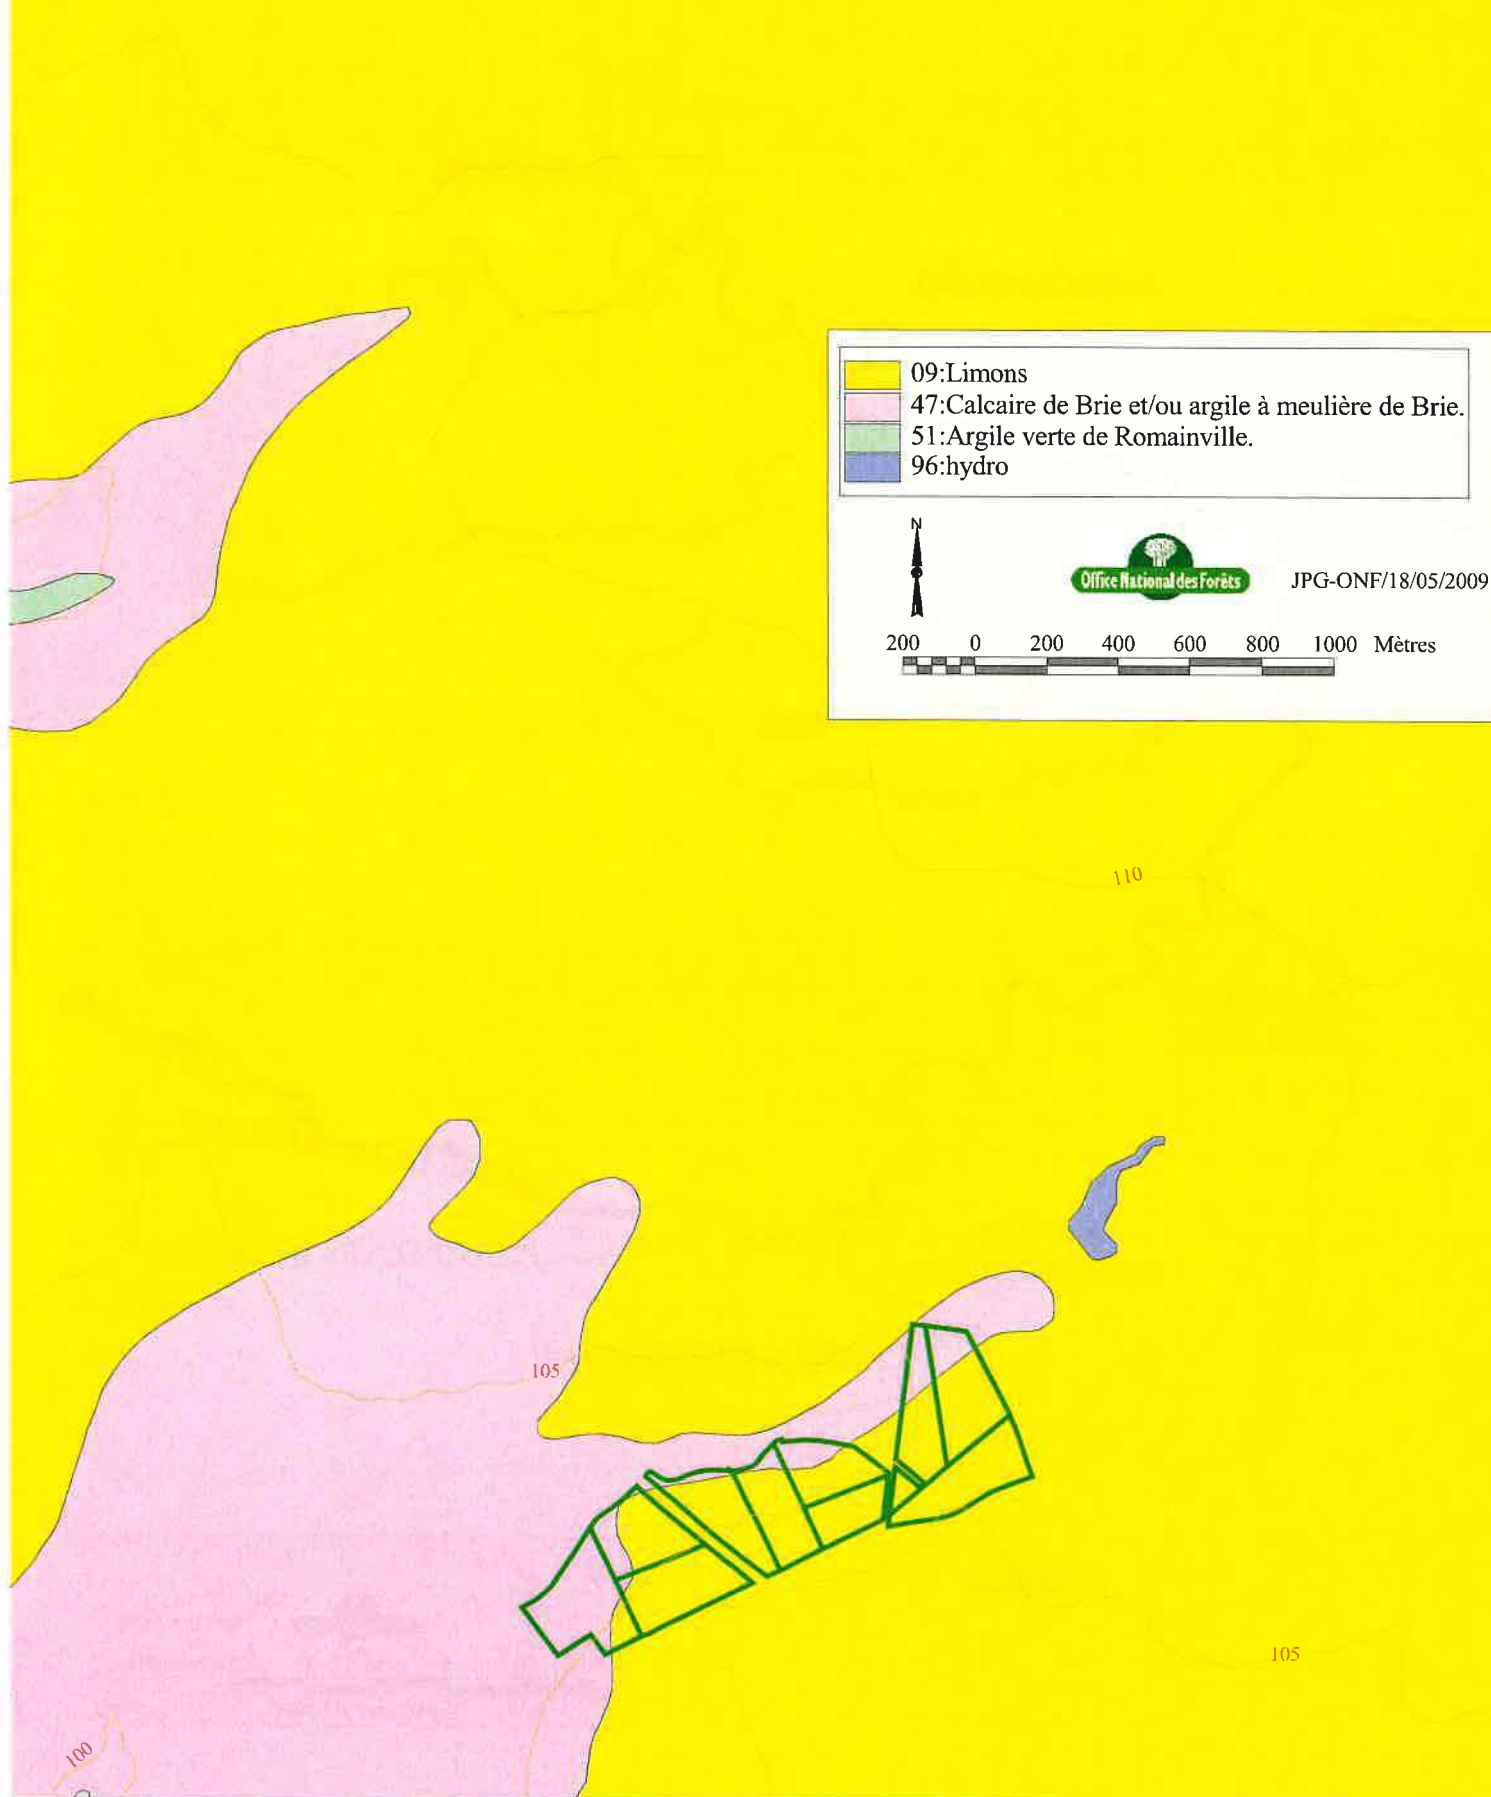 09:Limons
47:Calcaire de Brie et/ou argile à meulière de Brie.
51:Argile verte de Romainville.
96:hydro
N
Office National des Forêts
JPG-ONF/18/05/2009
200 0 200 400 600 800 1000 Mètres
110
105
105
100